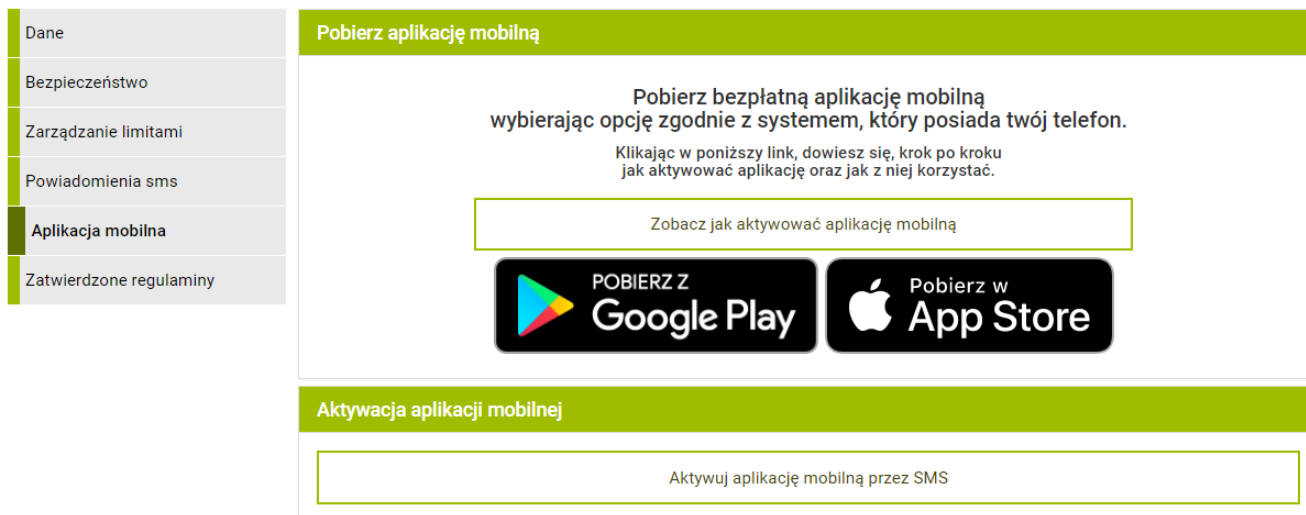 Dane
Bezpieczeństwo
Zarządzanie limitami
Powiadomienia sms
Aplikacja mobilna
Zatwierdzone regulaminy
Pobierz aplikację mobilną
Pobierz bezpłatną aplikację mobilną
wybierając opcję zgodnie z systemem, który posiada twój telefon.
Klikając w poniższy link, dowiesz się, krok po kroku
jak aktywować aplikację oraz jak z niej korzystać.
Zobacz jak aktywować aplikację mobilną
POBIERZ Z
Google Play
Pobierz w
App Store
Aktywacja aplikacji mobilnej
Aktywuj aplikację mobilną przez SMS